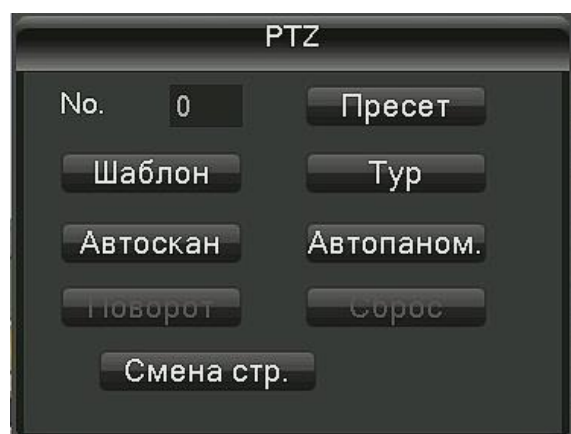 PTZ
No. 0 Пресет
Шаблон Тур
Автоскан Автопаном.
Поворот Сброс
Смена стр.